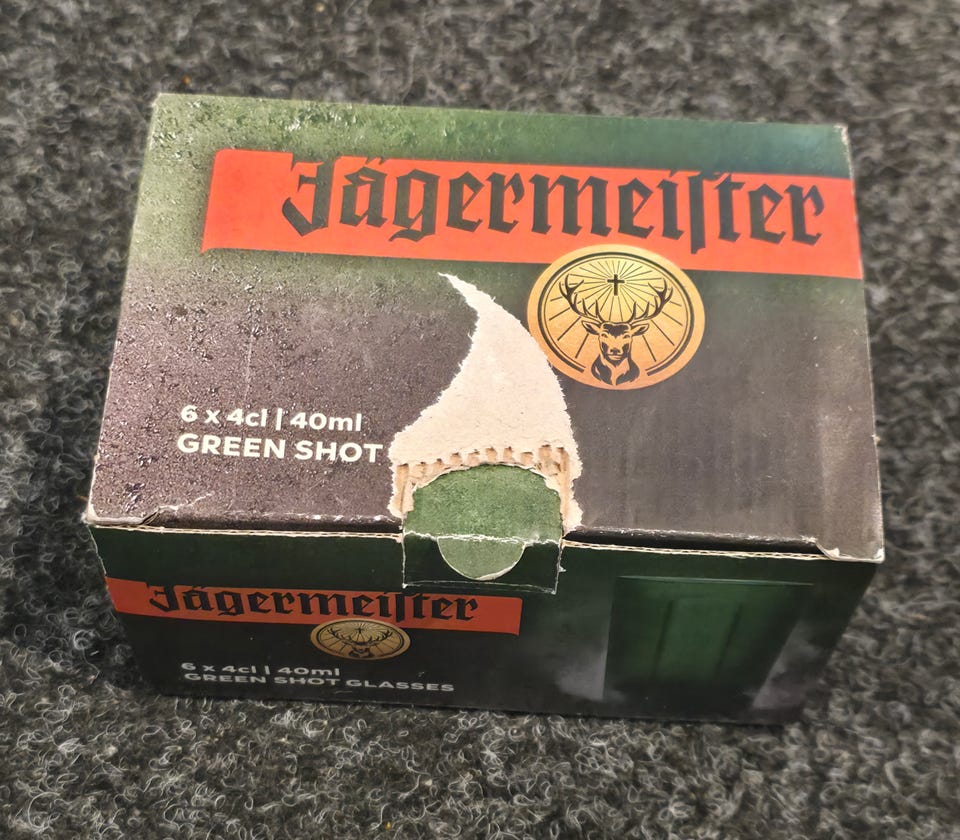 Jägermeiſter
6 x 4cl | 40ml
GREEN SHOT
Jägermeiſter
6 x 4cl | 40ml
GREEN SHOT GLASSES